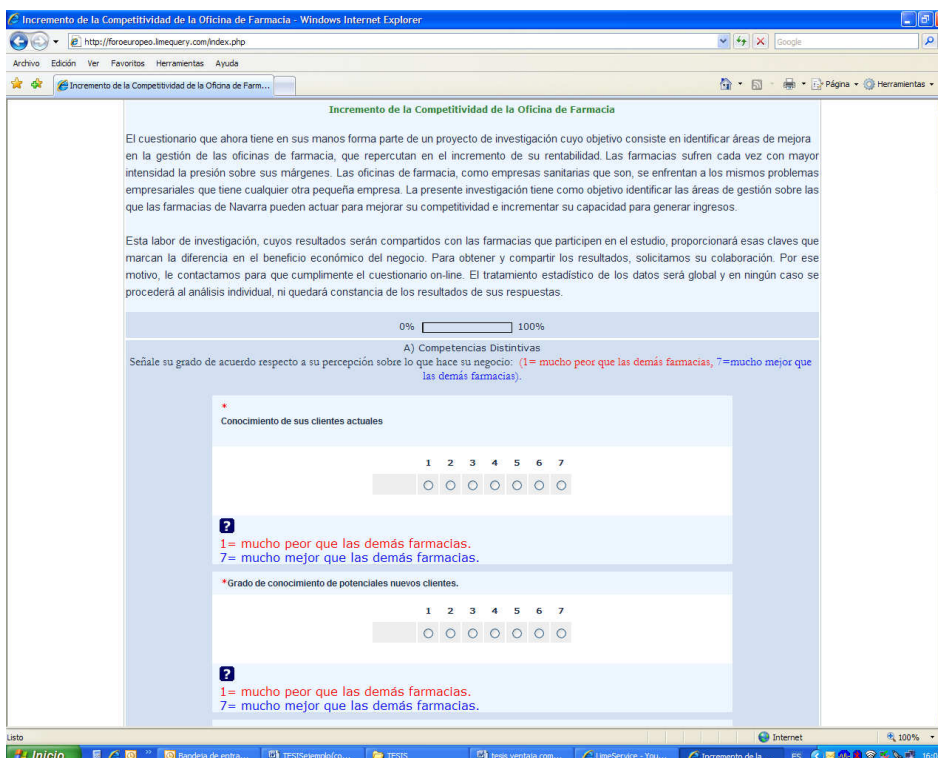 Incremento de la Competitividad de la Oficina de Farmacia - Windows Internet Explorer
http://foroeuropeo.limequery.com/index.php
Google
Archivo Edición Ver Favoritos Herramientas Ayuda
Incremento de la Competitividad de la Oficina de Farm...
Página
Herramientas
Incremento de la Competitividad de la Oficina de Farmacia
El cuestionario que ahora tiene en sus manos forma parte de un proyecto de investigación cuyo objetivo consiste en identificar áreas de mejora
en la gestión de las oficinas de farmacia, que repercutan en el incremento de su rentabilidad. Las farmacias sufren cada vez con mayor
intensidad la presión sobre sus márgenes. Las oficinas de farmacia, como empresas sanitarias que son, se enfrentan a los mismos problemas
empresariales que tiene cualquier otra pequeña empresa. La presente investigación tiene como objetivo identificar las áreas de gestión sobre las
que las farmacias de Navarra pueden actuar para mejorar su competitividad e incrementar su capacidad para generar ingresos.
Esta labor de investigación, cuyos resultados serán compartidos con las farmacias que participen en el estudio, proporcionará esas claves que
marcan la diferencia en el beneficio económico del negocio. Para obtener y compartir los resultados, solicitamos su colaboración. Por ese
motivo, le contactamos para que cumplimente el cuestionario on-line. El tratamiento estadístico de los datos será global y en ningún caso se
procederá al análisis individual, ni quedará constancia de los resultados de sus respuestas.
0% 100%
A) Competencias Distintivas
Señale su grado de acuerdo respecto a su percepción sobre lo que hace su negocio: (1= mucho peor que las demás farmacias, 7=mucho mejor que
las demás farmacias).
*
Conocimiento de sus clientes actuales
1 2 3 4 5 6 7
?
1= mucho peor que las demás farmacias.
7= mucho mejor que las demás farmacias.
*Grado de conocimiento de potenciales nuevos clientes.
1 2 3 4 5 6 7
?
1= mucho peor que las demás farmacias.
7= mucho mejor que las demás farmacias.
Listo
Internet
100%
Inicio
Bandeja de entra...
TESISejemplo(co...
TESIS
tesis ventaja com...
LimeService - You...
Incremento de la
ES